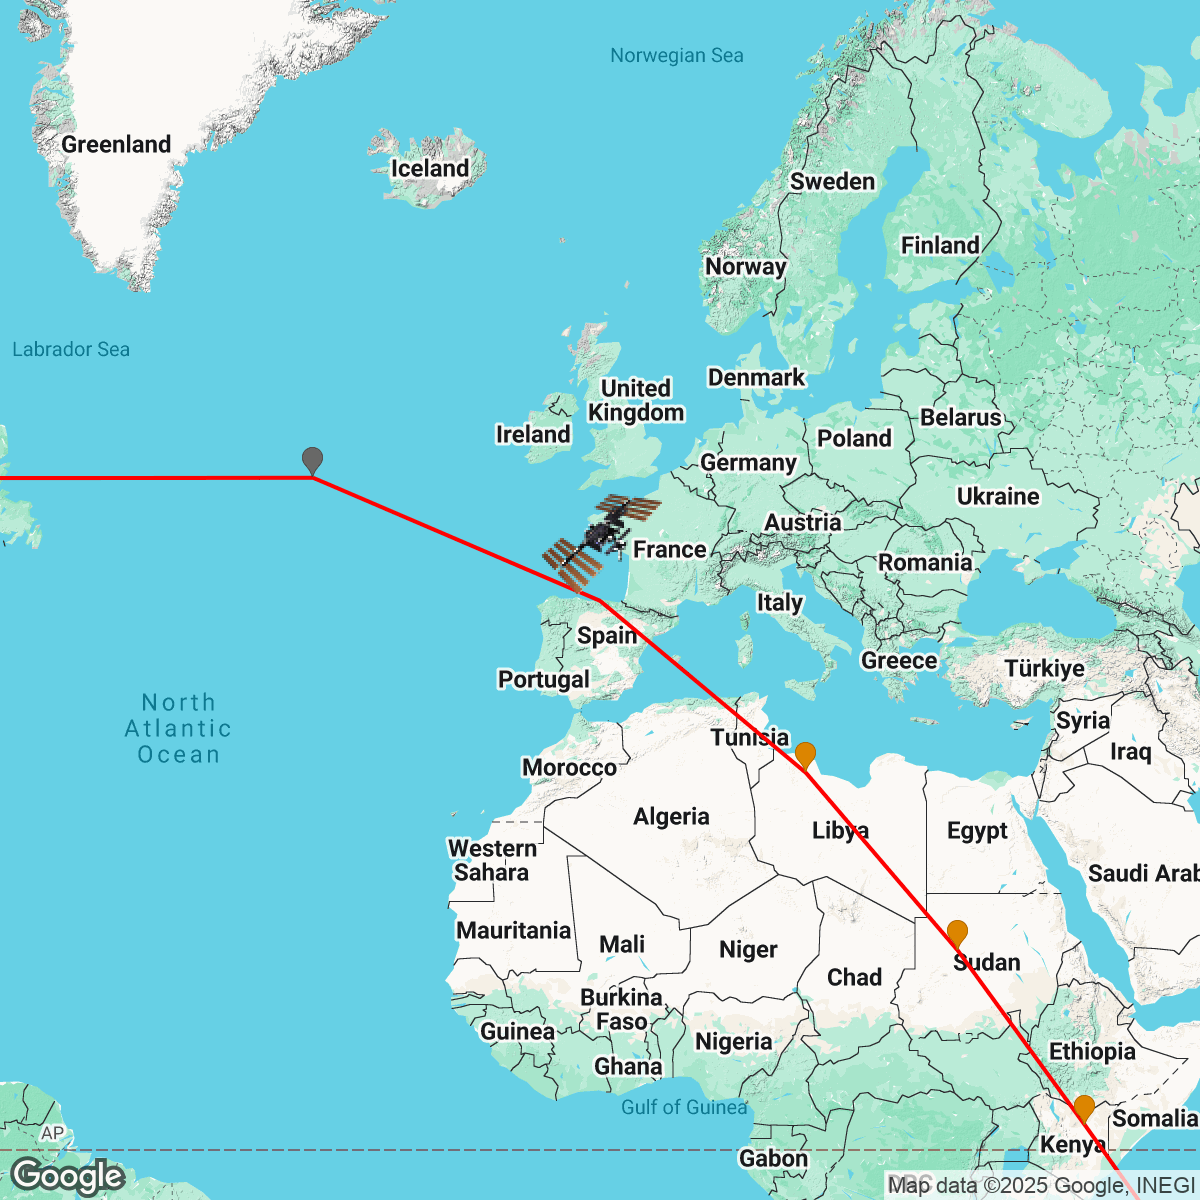 Norwegian Sea
Greenland
Iceland
Sweden
Finland
Norway
Labrador Sea
Denmark
United
Kingdom
Belarus
Ireland
Poland
Germany
Ukraine
Austria
France
Romania
Italy
Spain
Greece
Türkiye
Portugal
North
Atlantic
Ocean
Syria
Tunisia
Iraq
Morocco
Algeria
Libya
Egypt
Western
Sahara
Saudi Arab
Mauritania
Mali
Niger
Sudan
Chad
Burkina
Faso
Guinea
Nigeria
Ethiopia
Ghana
Gulf of Guinea
Somalia
AP
Kenya
Gabon
Google
Map data ©2025 Google, INEGI